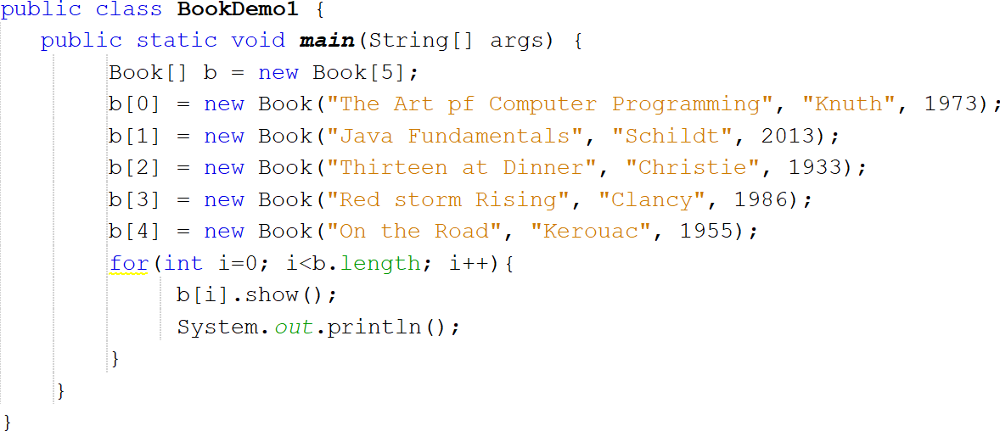 public class BookDemo1 {
public static void main(String[] args) {
Book[] b = new Book[5];
b[0] = new Book("The Art pf Computer Programming", "Knuth", 1973);
b[1] = new Book("Java Fundamentals", "Schildt", 2013);
b[2] = new Book("Thirteen at Dinner", "Christie", 1933);
b[3] = new Book("Red storm Rising", "Clancy", 1986);
b[4] = new Book("On the Road", "Kerouac", 1955);
for(int i=0; i<b.length; i++){
b[i].show();
System.out.println();
}
}
}